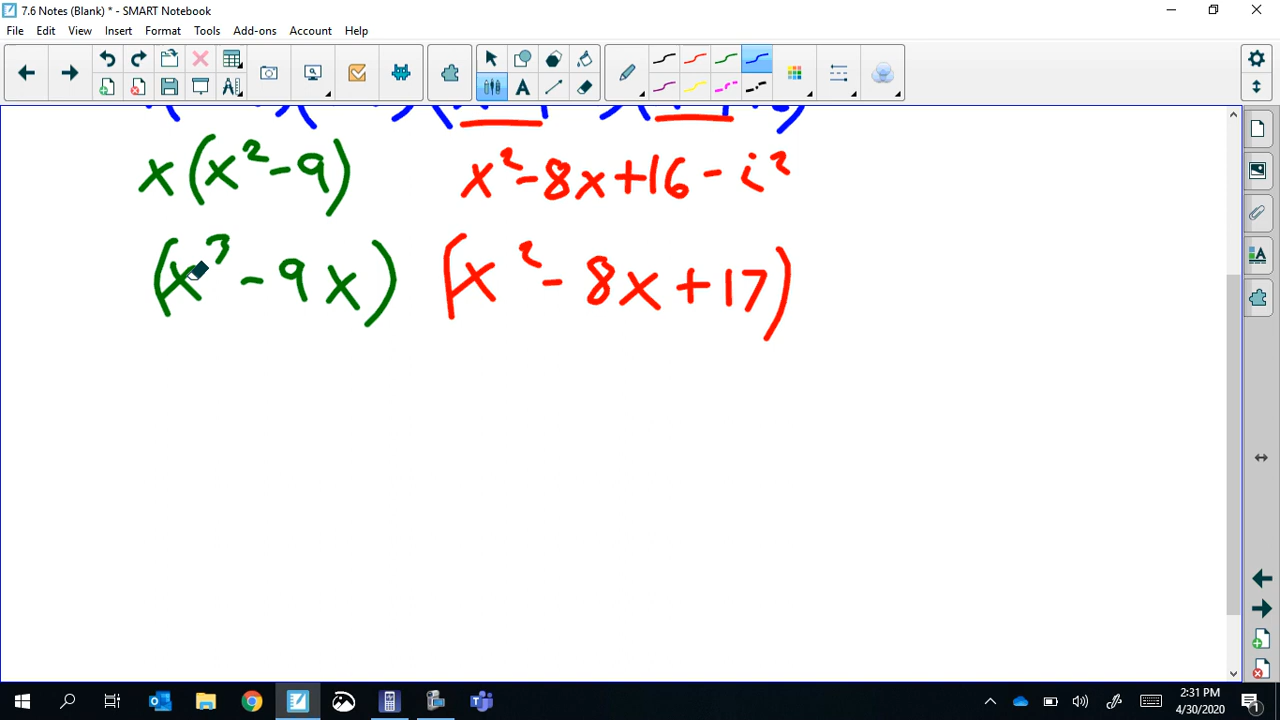 7.6 Notes (Blank) * - SMART Notebook
File Edit View Insert Format Tools Add-ons Account Help
x(x²-9) x²-8x+16-i²
(x³-9x) (x²-8x+17)
2:31 PM
4/30/2020